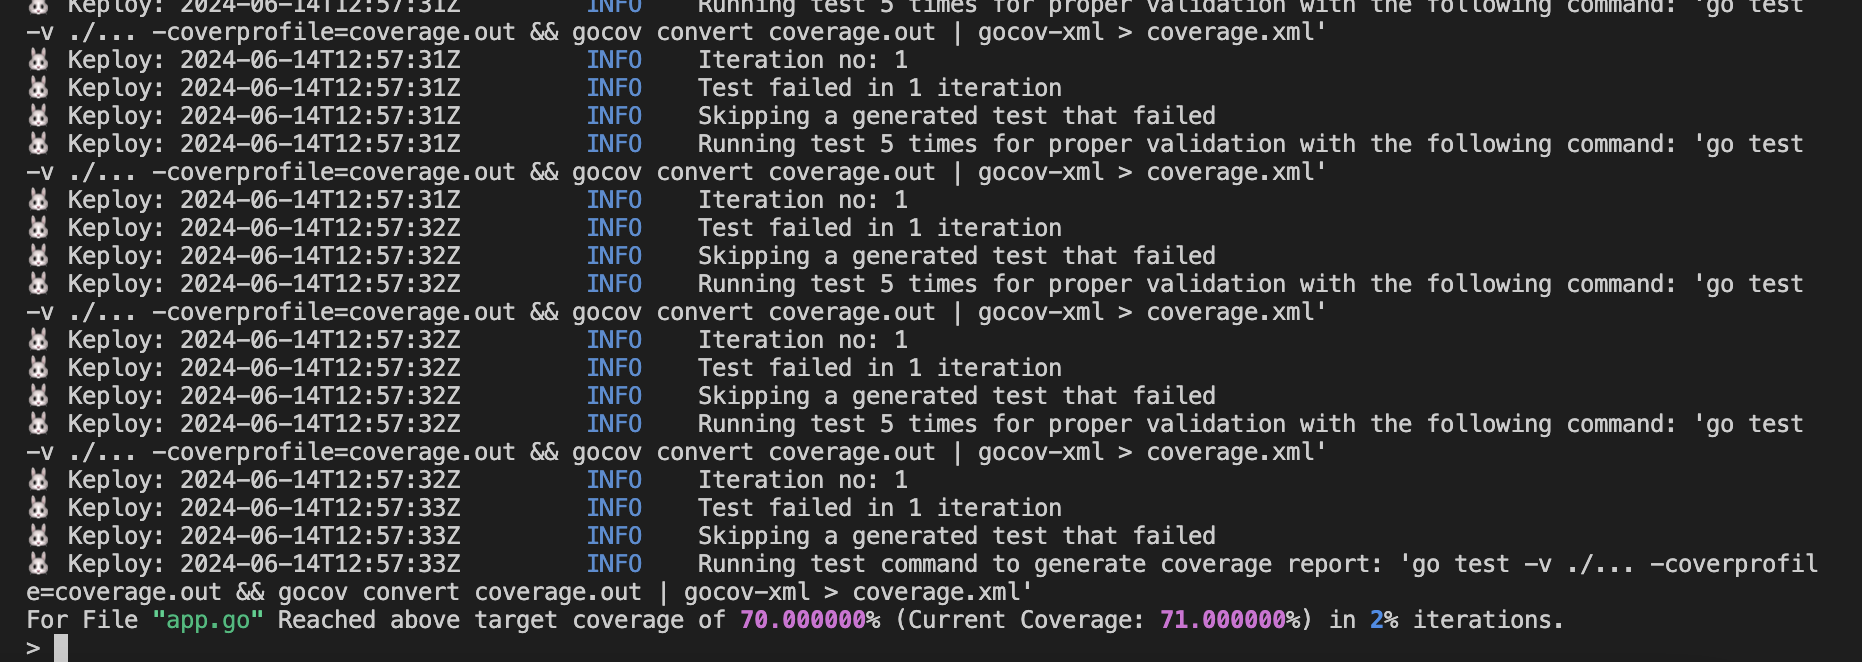 🐰 Keploy: 2024-06-14T12:57:31Z INFO Running test 5 times for proper validation with the following command: 'go test
-v ./... -coverprofile=coverage.out && gocov convert coverage.out | gocov-xml > coverage.xml'
🐰 Keploy: 2024-06-14T12:57:31Z INFO Iteration no: 1
🐰 Keploy: 2024-06-14T12:57:31Z INFO Test failed in 1 iteration
🐰 Keploy: 2024-06-14T12:57:31Z INFO Skipping a generated test that failed
🐰 Keploy: 2024-06-14T12:57:31Z INFO Running test 5 times for proper validation with the following command: 'go test
-v ./... -coverprofile=coverage.out && gocov convert coverage.out | gocov-xml > coverage.xml'
🐰 Keploy: 2024-06-14T12:57:31Z INFO Iteration no: 1
🐰 Keploy: 2024-06-14T12:57:32Z INFO Test failed in 1 iteration
🐰 Keploy: 2024-06-14T12:57:32Z INFO Skipping a generated test that failed
🐰 Keploy: 2024-06-14T12:57:32Z INFO Running test 5 times for proper validation with the following command: 'go test
-v ./... -coverprofile=coverage.out && gocov convert coverage.out | gocov-xml > coverage.xml'
🐰 Keploy: 2024-06-14T12:57:32Z INFO Iteration no: 1
🐰 Keploy: 2024-06-14T12:57:32Z INFO Test failed in 1 iteration
🐰 Keploy: 2024-06-14T12:57:32Z INFO Skipping a generated test that failed
🐰 Keploy: 2024-06-14T12:57:32Z INFO Running test 5 times for proper validation with the following command: 'go test
-v ./... -coverprofile=coverage.out && gocov convert coverage.out | gocov-xml > coverage.xml'
🐰 Keploy: 2024-06-14T12:57:32Z INFO Iteration no: 1
🐰 Keploy: 2024-06-14T12:57:33Z INFO Test failed in 1 iteration
🐰 Keploy: 2024-06-14T12:57:33Z INFO Skipping a generated test that failed
🐰 Keploy: 2024-06-14T12:57:33Z INFO Running test command to generate coverage report: 'go test -v ./... -coverprofil
e=coverage.out && gocov convert coverage.out | gocov-xml > coverage.xml'
For File "app.go" Reached above target coverage of 70.000000% (Current Coverage: 71.000000%) in 2% iterations.
>